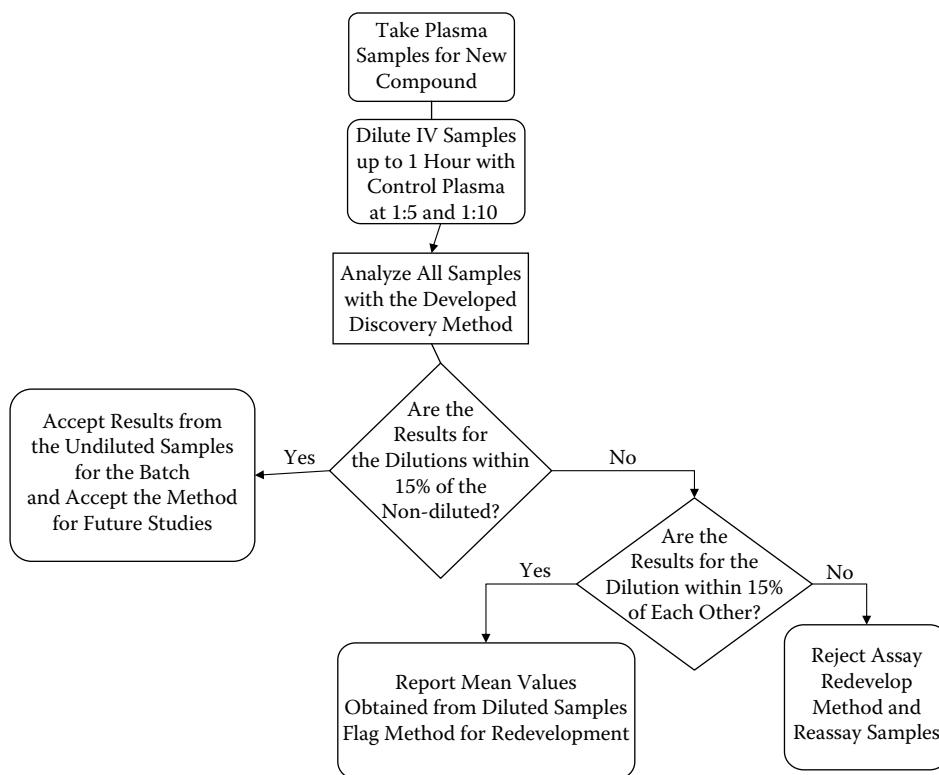 Take Plasma
Samples for New
Compound
Dilute IV Samples
up to 1 Hour with
Control Plasma
at 1:5 and 1:10
Analyze All Samples
with the Developed
Discovery Method
Are the
Results for
the Dilutions within
15% of the
Non-diluted?
Yes
No
Accept Results from
the Undiluted Samples
for the Batch
and Accept the Method
for Future Studies
Are the
Results for the
Dilution within 15%
of Each Other?
Yes
No
Report Mean Values
Obtained from Diluted Samples
Flag Method for Redevelopment
Reject Assay
Redevelop
Method and
Reassay Samples